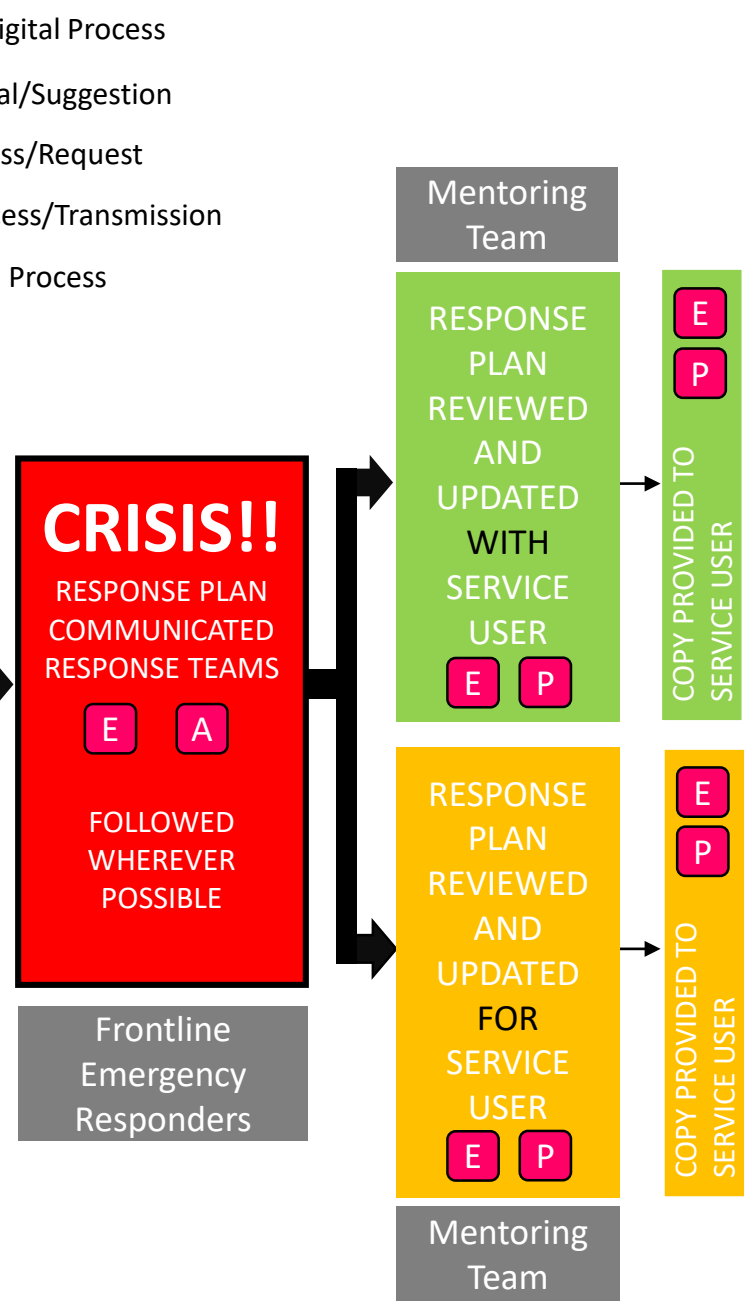 igital Process
al/Suggestion
ss/Request
ess/Transmission
Process
CRISIS!!
RESPONSE PLAN
COMMUNICATED
RESPONSE TEAMS
E A
FOLLOWED
WHEREVER
POSSIBLE
Frontline
Emergency
Responders
Mentoring
Team
RESPONSE
PLAN
REVIEWED
AND
UPDATED
WITH
SERVICE
USER
E P
E
P
COPY PROVIDED TO
SERVICE USER
RESPONSE
PLAN
REVIEWED
AND
UPDATED
FOR
SERVICE
USER
E P
E
P
COPY PROVIDED TO
SERVICE USER
Mentoring
Team